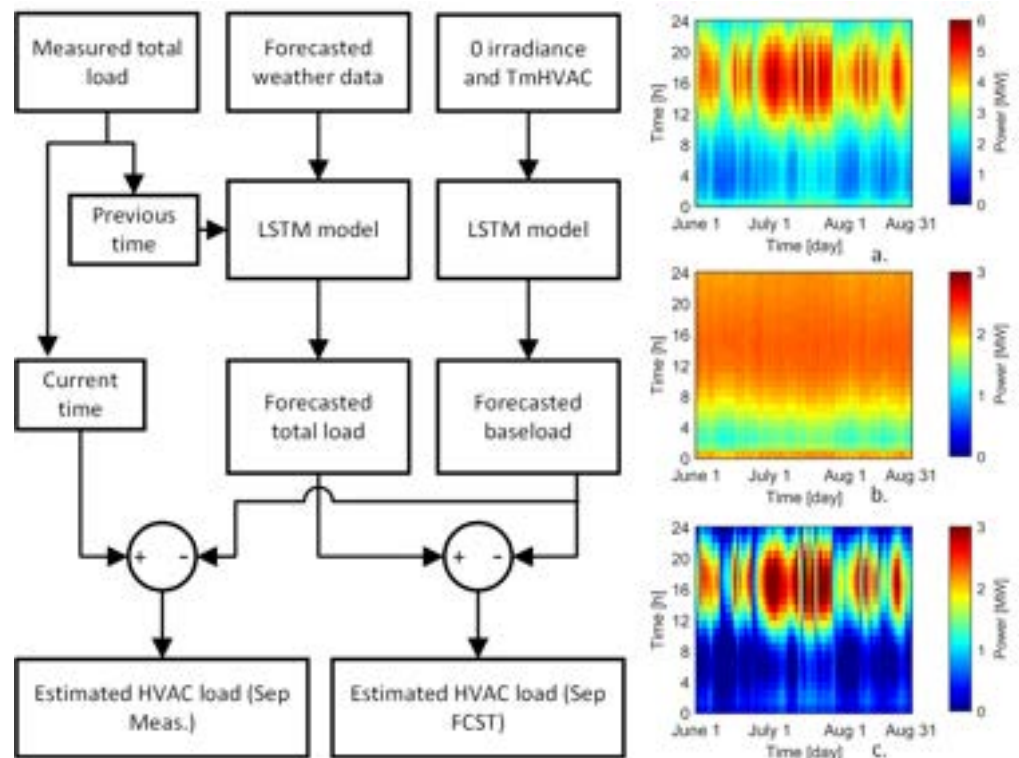 Measured total
load
Forecasted
weather data
0 irradiance
and TmHVAC
Previous
time
LSTM model
LSTM model
Current
time
Forecasted
total load
Forecasted
baseload
+ -
+ -
Estimated HVAC load (Sep
Meas.)
Estimated HVAC load (Sep
FCST)
24
20
16
12
8
4
0
Time [h]
June 1 July 1 Aug 1 Aug 31
Time [day]
a.
6
5
4
3
2
1
0
Power [MW]
24
20
16
12
8
4
0
Time [h]
June 1 July 1 Aug 1 Aug 31
Time [day]
b.
3
2
1
0
Power [MW]
24
20
16
12
8
4
0
Time [h]
June 1 July 1 Aug 1 Aug 31
Time [day]
c.
3
2
1
0
Power [MW]